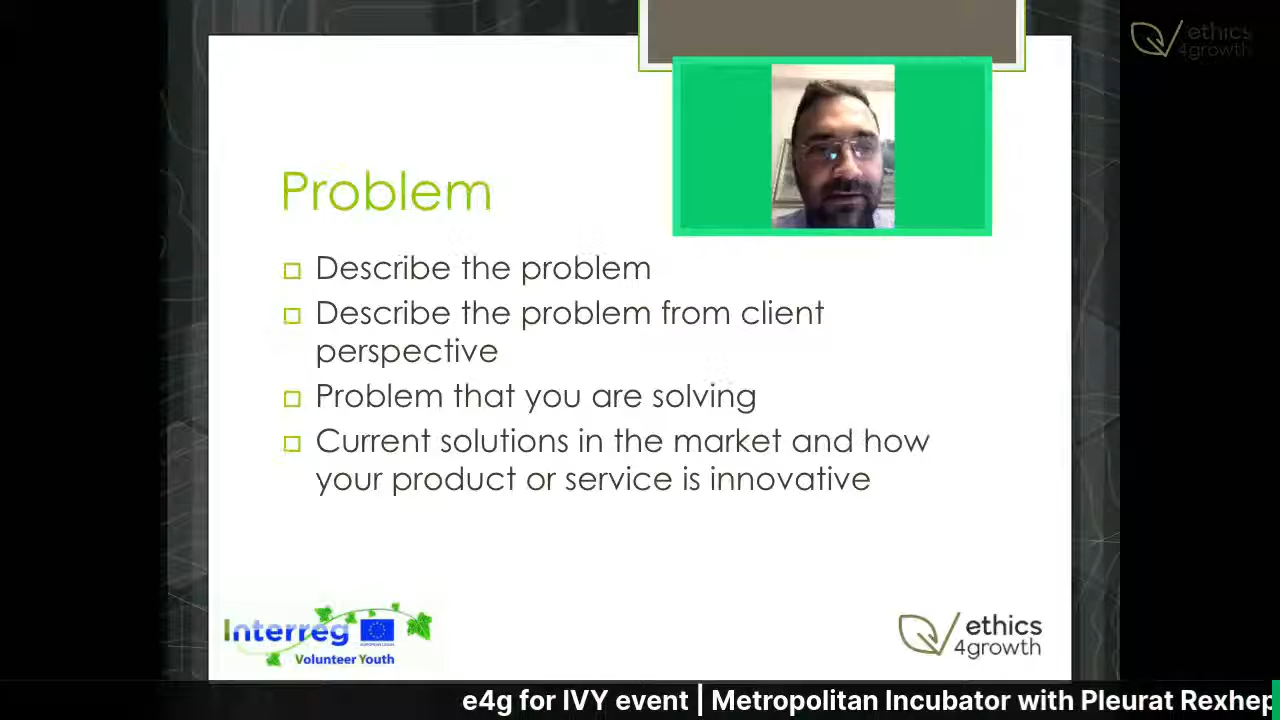 ethics
4growth
Problem
Describe the problem
Describe the problem from client
perspective
Problem that you are solving
Current solutions in the market and how
your product or service is innovative
Interreg
EUROPEAN UNION
Volunteer Youth
ethics
4growth
e4g for IVY event | Metropolitan Incubator with Pleurat Rexhep